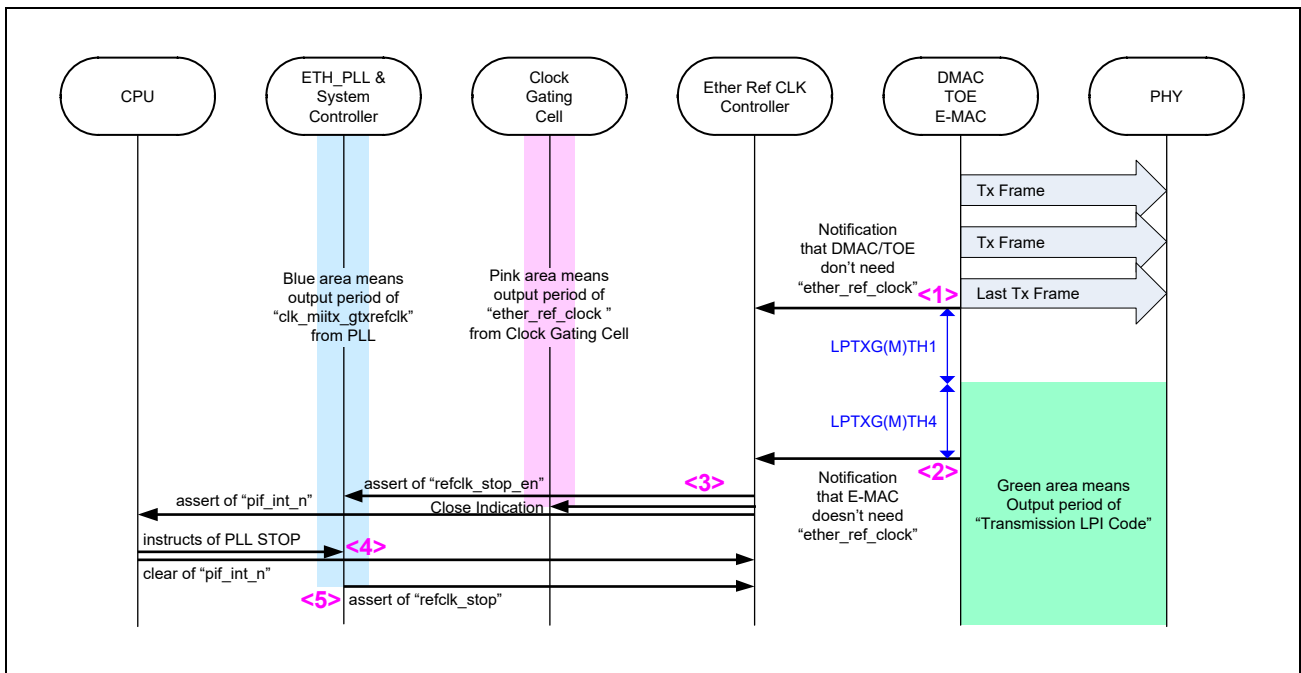 CPU
ETH_PLL &
System
Controller
Clock
Gating
Cell
Ether Ref CLK
Controller
DMAC
TOE
E-MAC
PHY
Tx Frame
Tx Frame
Last Tx Frame
Notification
that DMAC/TOE
don't need
"ether_ref_clock"
<1>
Blue area means
output period of
"clk_miitx_gtxrefclk"
from PLL
Pink area means
output period of
"ether_ref_clock "
from Clock Gating Cell
LPTXG(M)TH1
LPTXG(M)TH4
<2>
Notification
that E-MAC
doesn't need
"ether_ref_clock"
Green area means
Output period of
"Transmission LPI Code"
<3>
assert of "refclk_stop_en"
Close Indication
assert of "pif_int_n"
instructs of PLL STOP
<4>
clear of "pif_int_n"
<5>
assert of "refclk_stop"